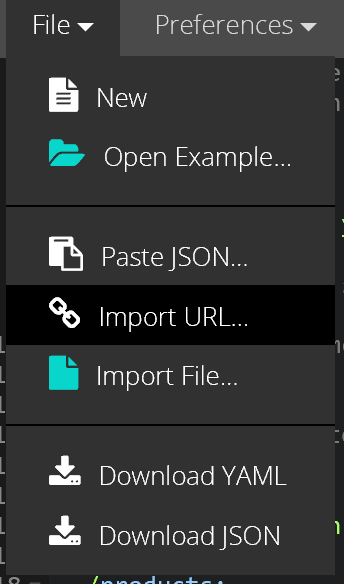 File
Preferences
New
Open Example...
Paste JSON...
Import URL...
Import File...
Download YAML
Download JSON
/products: